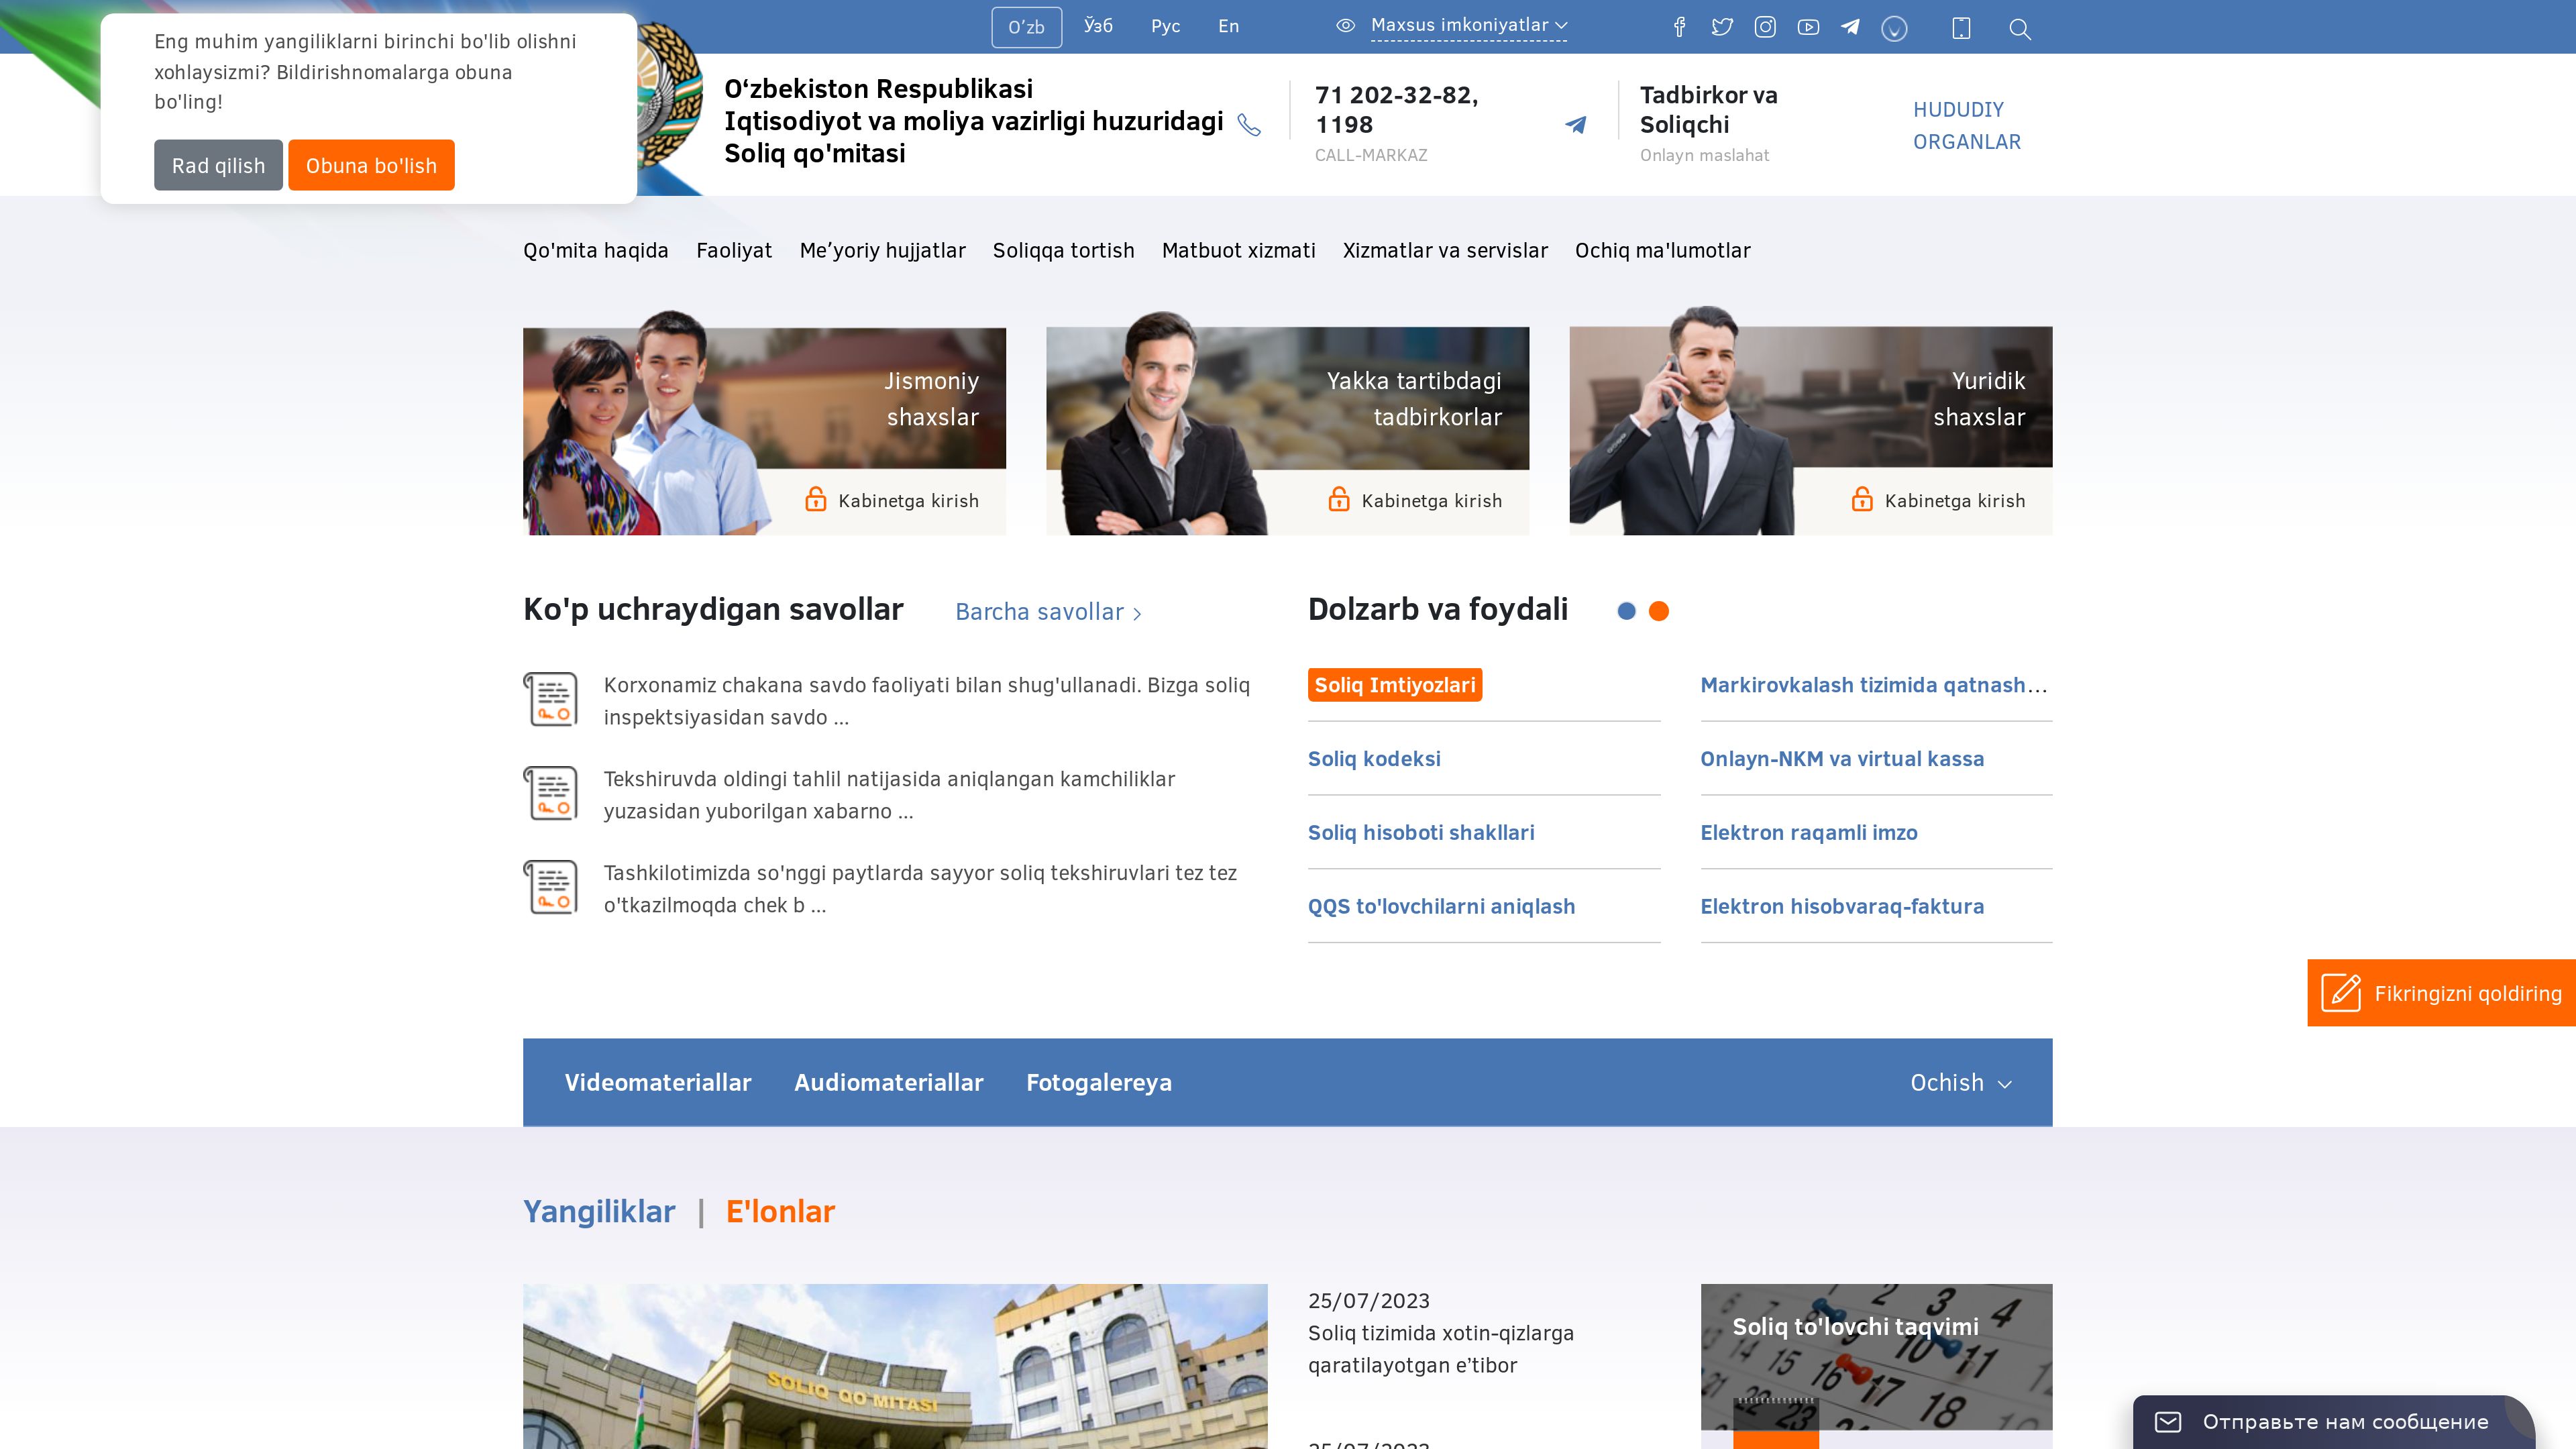 Eng muhim yangiliklarni birinchi bo'lib olishni
xohlaysizmi? Bildirishnomalarga obuna
bo'ling!
Rad qilish
Obuna bo'lish
Oʼzb
Ўзб
Рус
En
Maxsus imkoniyatlar
O‘zbekiston Respublikasi
Iqtisodiyot va moliya vazirligi huzuridagi
Soliq qo'mitasi
71 202-32-82,
1198
CALL-MARKAZ
Tadbirkor va
Soliqchi
Onlayn maslahat
HUDUDIY
ORGANLAR
Qo'mita haqida
Faoliyat
Meʼyoriy hujjatlar
Soliqqa tortish
Matbuot xizmati
Xizmatlar va servislar
Ochiq ma'lumotlar
Jismoniy
shaxslar
Kabinetga kirish
Yakka tartibdagi
tadbirkorlar
Kabinetga kirish
Yuridik
shaxslar
Kabinetga kirish
Ko'p uchraydigan savollar
Barcha savollar
Korxonamiz chakana savdo faoliyati bilan shug'ullanadi. Bizga soliq
inspektsiyasidan savdo ...
Tekshiruvda oldingi tahlil natijasida aniqlangan kamchiliklar
yuzasidan yuborilgan xabarno ...
Tashkilotimizda so'nggi paytlarda sayyor soliq tekshiruvlari tez tez
o'tkazilmoqda chek b ...
Dolzarb va foydali
Soliq Imtiyozlari
Soliq kodeksi
Soliq hisoboti shakllari
QQS to'lovchilarni aniqlash
Markirovkalash tizimida qatnash...
Onlayn-NKM va virtual kassa
Elektron raqamli imzo
Elektron hisobvaraq-faktura
Fikringizni qoldiring
Videomateriallar
Audiomateriallar
Fotogalereya
Ochish
Yangiliklar | E'lonlar
SOLIQ QO'MITASI
25/07/2023
Soliq tizimida xotin-qizlarga
qaratilayotgan e’tibor
25/07/2023
Soliq to'lovchi taqvimi
Отправьте нам сообщение